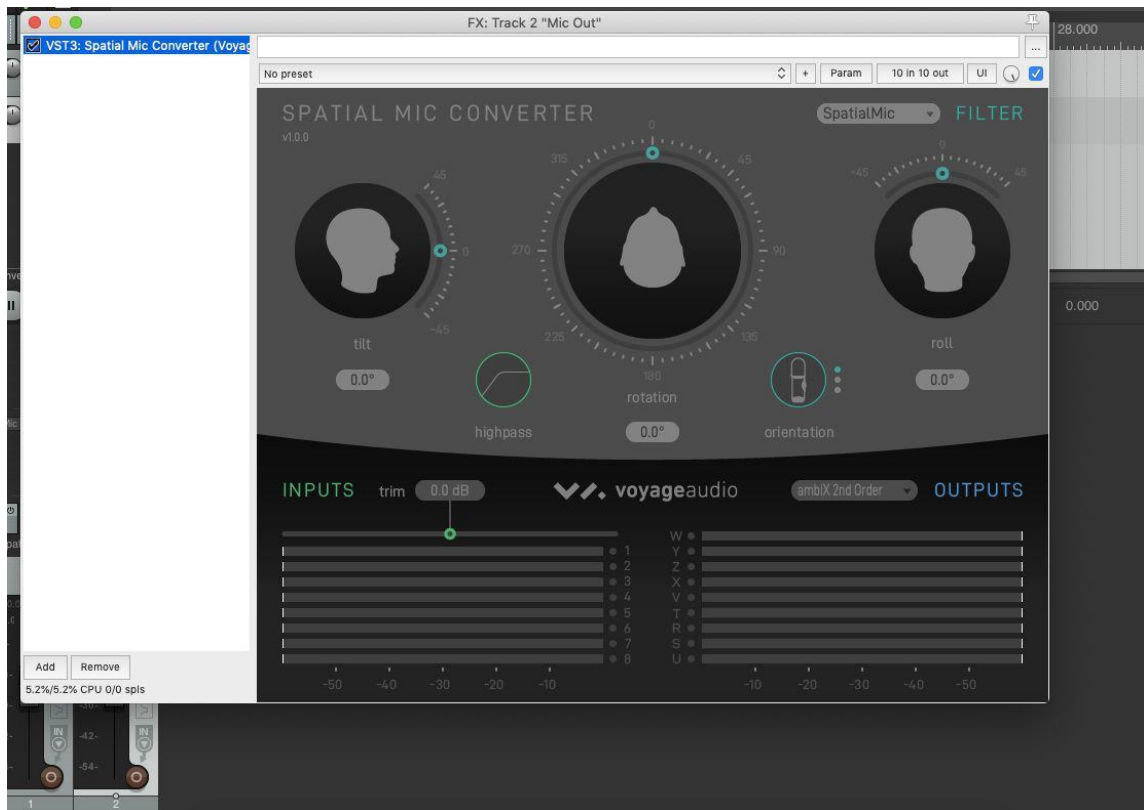 FX: Track 2 "Mic Out"
28.000
VST3: Spatial Mic Converter (Voyag
...
No preset
+
Param
10 in 10 out
UI
SPATIAL MIC CONVERTER
SpatialMic
FILTER
v1.0.0
0
315
45
270
90
225
135
180
45
0
-45
0
-45
45
tilt
0.0°
rotation
0.0°
roll
0.0°
highpass
orientation
0.000
INPUTS
trim
0.0 dB
voyageaudio
ambiX 2nd Order
OUTPUTS
W
1 Y
2 Z
3 X
4 V
5 T
6 R
7 S
8 U
-50 -40 -30 -20 -10
-10 -20 -30 -40 -50
Add
Remove
5.2%/5.2% CPU 0/0 spls
-30-
-42-
-54-
IN
IN
1
2